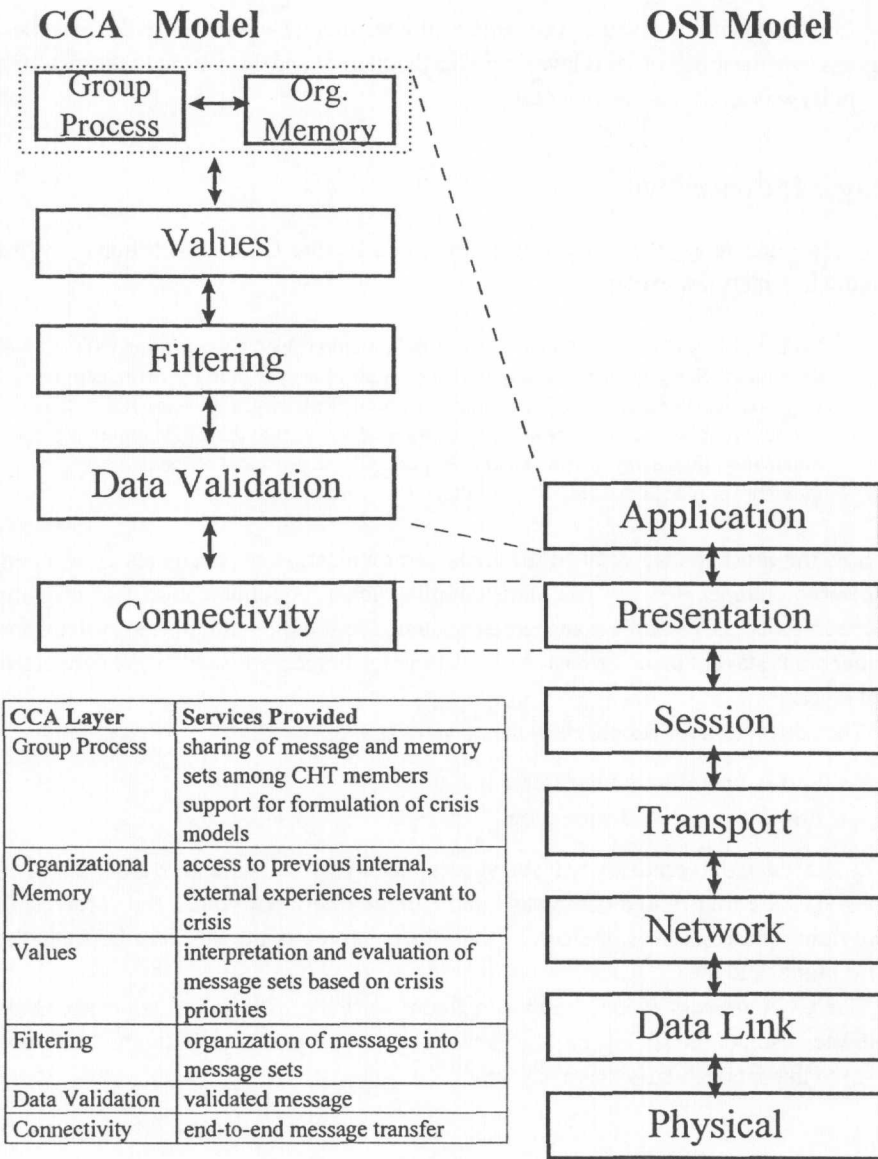 CCA Model
OSI Model
Group
Process
Org.
Memory
Values
Filtering
Data Validation
Connectivity
Application
Presentation
Session
Transport
Network
Data Link
Physical
CCA Layer Services Provided
Group Process sharing of message and memory
sets among CHT members
support for formulation of crisis
models
Organizational access to previous internal,
Memory external experiences relevant to
crisis
Values interpretation and evaluation of
message sets based on crisis
priorities
Filtering organization of messages into
message sets
Data Validation validated message
Connectivity end-to-end message transfer